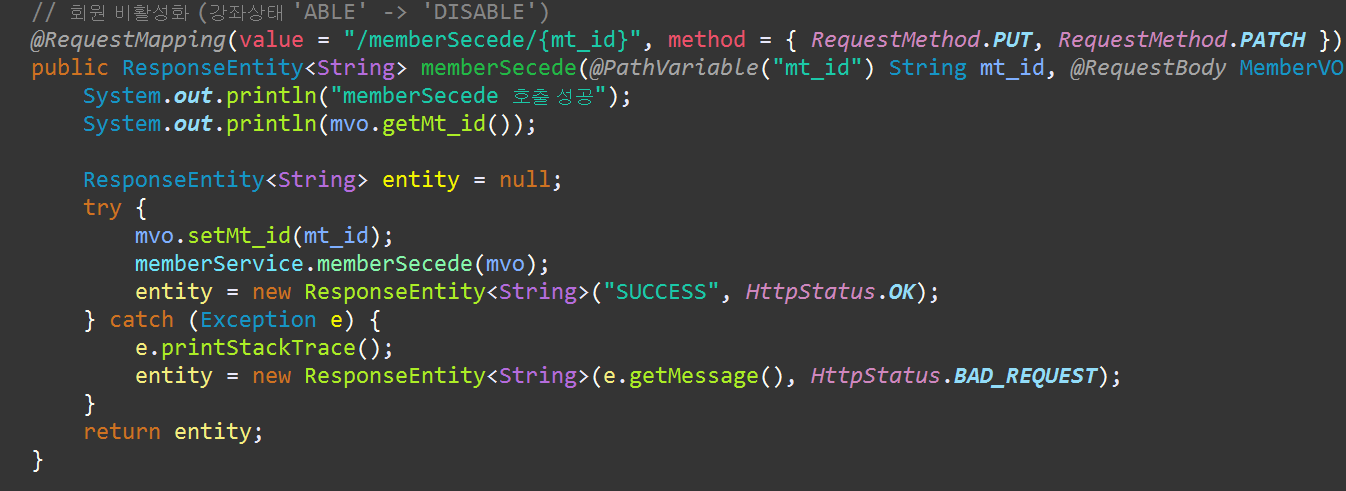 // 회원 비활성화 (강좌상태 'ABLE' -> 'DISABLE')
@RequestMapping(value = "/memberSecede/{mt_id}", method = { RequestMethod.PUT, RequestMethod.PATCH })
public ResponseEntity<String> memberSecede(@PathVariable("mt_id") String mt_id, @RequestBody MemberVO
System.out.println("memberSecede 호출 성공");
System.out.println(mvo.getMt_id());
ResponseEntity<String> entity = null;
try {
mvo.setMt_id(mt_id);
memberService.memberSecede(mvo);
entity = new ResponseEntity<String>("SUCCESS", HttpStatus.OK);
} catch (Exception e) {
e.printStackTrace();
entity = new ResponseEntity<String>(e.getMessage(), HttpStatus.BAD_REQUEST);
}
return entity;
}